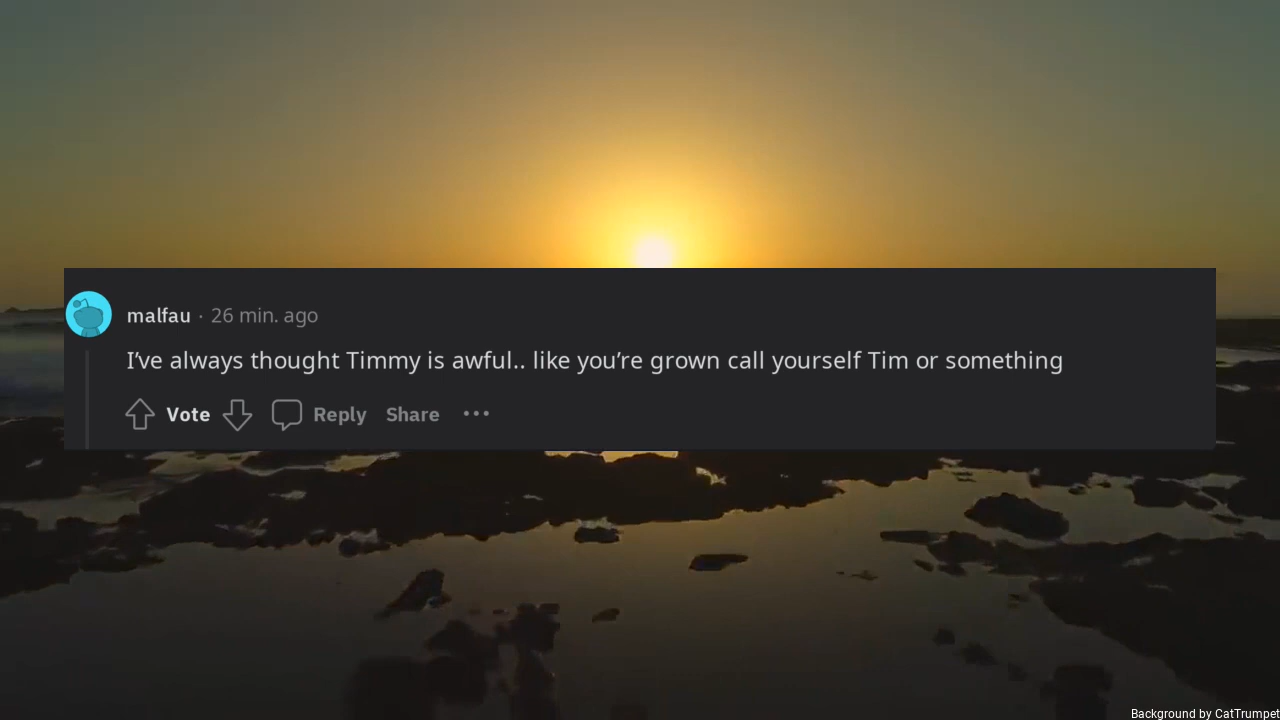 malfau · 26 min. ago
I've always thought Timmy is awful.. like you're grown call yourself Tim or something
Vote Reply Share ···
Background by CatTrumpet